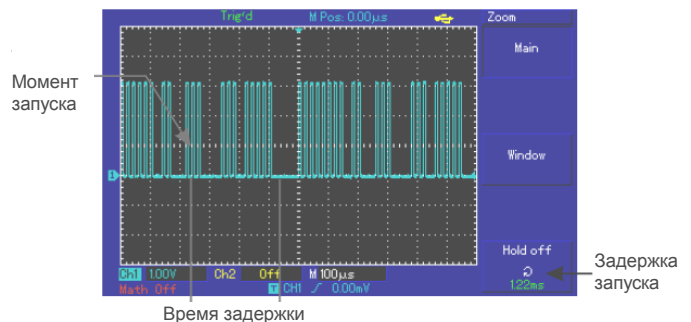 Trig'd M Pos: 0.00μs Zoom
Main
Момент
запуска
Window
1
Hold off
1.22ms
Задержка
запуска
Ch1 1.00V Ch2 Off M 100μs
Math Off T CH1 0.00mV
Время задержки